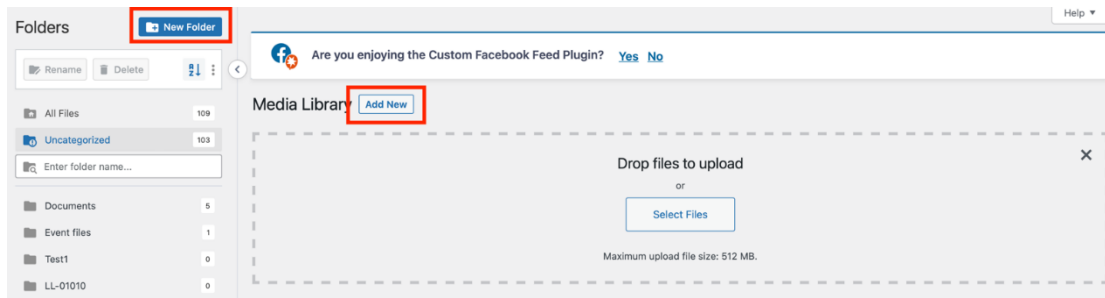 Help ▼
Folders
New Folder
Are you enjoying the Custom Facebook Feed Plugin? Yes No
Rename
Delete
Media Library
Add New
All Files 109
Uncategorized 103
Enter folder name...
Documents 5
Event files 1
Test1 0
LL-01010 0
Drop files to upload
or
Select Files
Maximum upload file size: 512 MB.